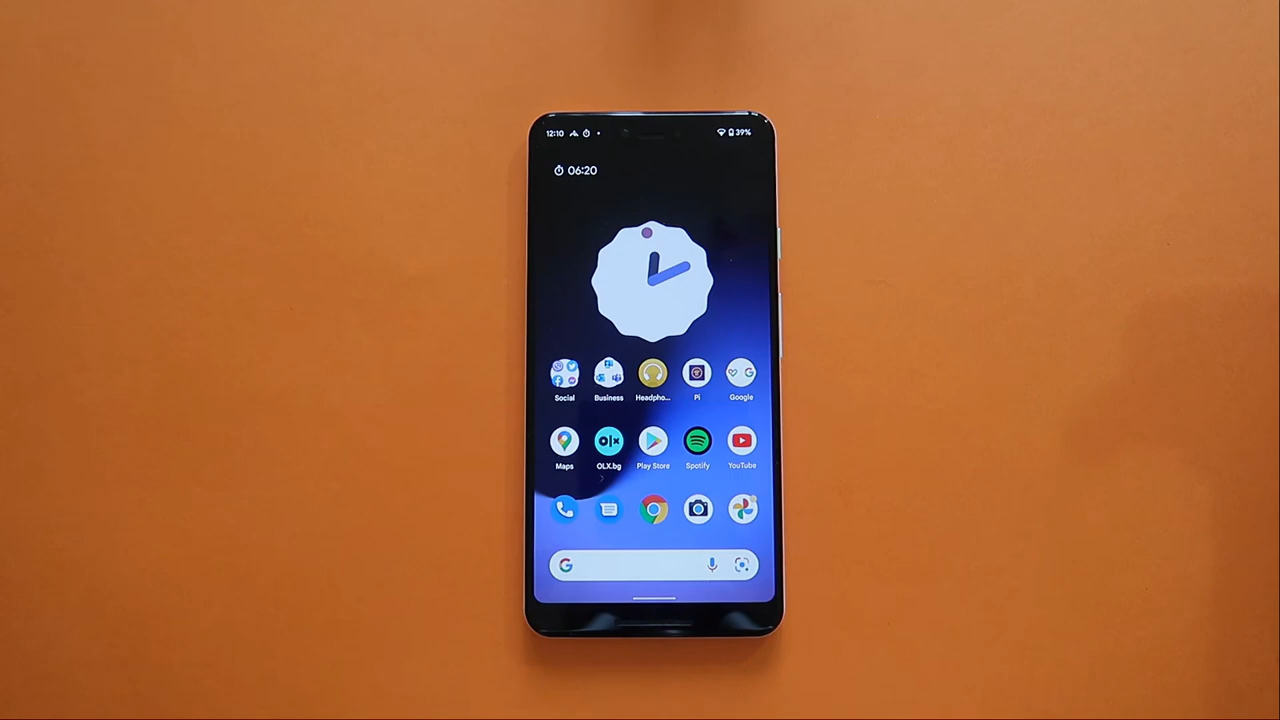 12:10 39%
06:20
Social Business Headpho... Pi Google
Maps OLX.bg Play Store Spotify YouTube